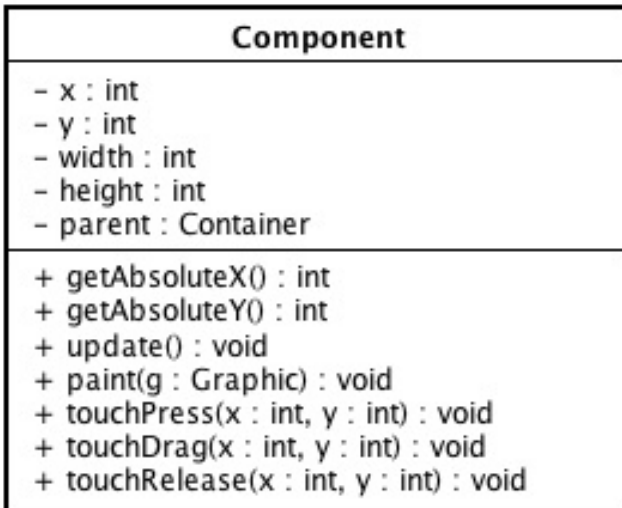 Component
– x : int
– y : int
– width : int
– height : int
– parent : Container
+ getAbsoluteX() : int
+ getAbsoluteY() : int
+ update() : void
+ paint(g : Graphic) : void
+ touchPress(x : int, y : int) : void
+ touchDrag(x : int, y : int) : void
+ touchRelease(x : int, y : int) : void